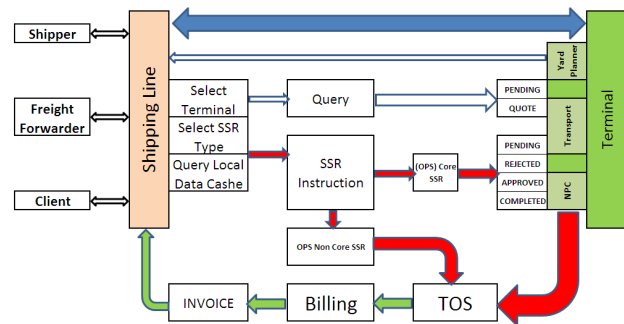 Shipper
Freight
Forwarder
Client
Shipping Line
Select
Terminal
Select SSR
Type
Query Local
Data Cashe
Query
SSR
Instruction
(OPS) Core
SSR
OPS Non Core SSR
PENDING
QUOTE
PENDING
REJECTED
APPROVED
COMPLETED
Yard
Planner
Transport
NPC
Terminal
INVOICE
Billing
TOS